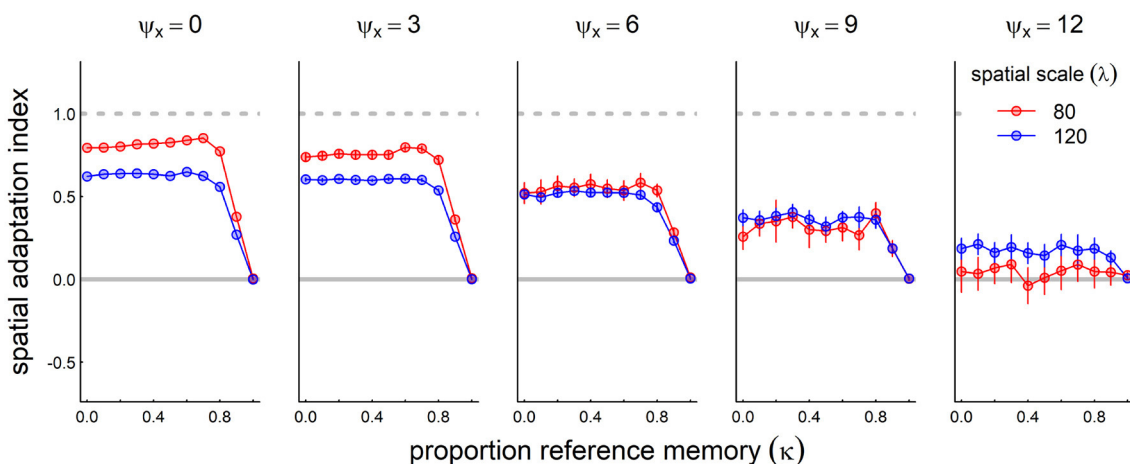 ψx = 0
ψx = 3
ψx = 6
ψx = 9
ψx = 12
spatial adaptation index
1.0
0.5
0.0
-0.5
spatial scale (λ)
80
120
0.0 0.4 0.8
0.0 0.4 0.8
0.0 0.4 0.8
0.0 0.4 0.8
0.0 0.4 0.8
proportion reference memory (κ)